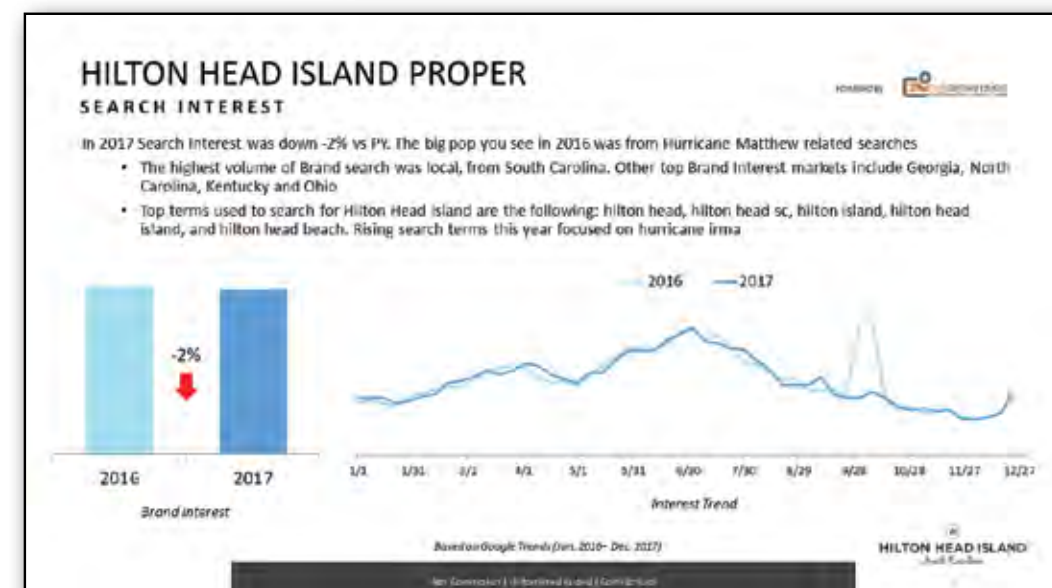 HILTON HEAD ISLAND PROPER
SEARCH INTEREST
In 2017 Search Interest was down -2% vs PY. The big pop you see in 2016 was from Hurricane Matthew related searches
• The highest volume of Brand search was local, from South Carolina. Other top Brand Interest markets include Georgia, North
Carolina, Kentucky and Ohio
• Top terms used to search for Hilton Head Island are the following: hilton head, hilton head sc, hilton island, hilton head
island, and hilton head beach. Rising search terms this year focused on hurricane irma
2016 2017
-2%
2016 2017
Brand Interest
1/1 1/31 3/2 4/1 5/1 5/31 6/30 7/30 8/29 9/28 10/28 11/27 12/27
Interest Trend
Based on Google Trends (Jan. 2016- Dec. 2017)
HILTON HEAD ISLAND
South Carolina